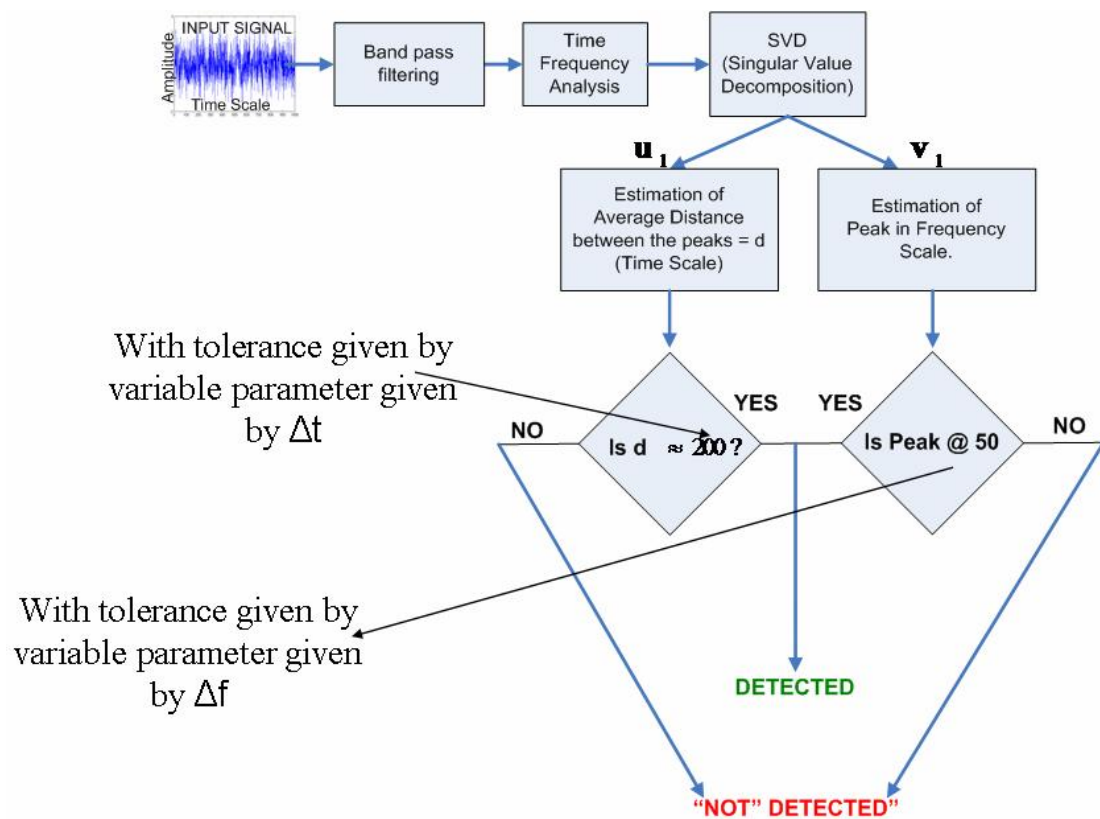 INPUT SIGNAL
Amplitude
Time Scale
Band pass
filtering
Time
Frequency
Analysis
SVD
(Singular Value
Decomposition)
u 1
v 1
Estimation of
Average Distance
between the peaks = d
(Time Scale)
Estimation of
Peak in Frequency
Scale.
With tolerance given by
variable parameter given
by Δt
NO
Is d ≈ 200 ?
YES
YES
Is Peak @ 50
NO
With tolerance given by
variable parameter given
by Δf
DETECTED
“NOT” DETECTED”